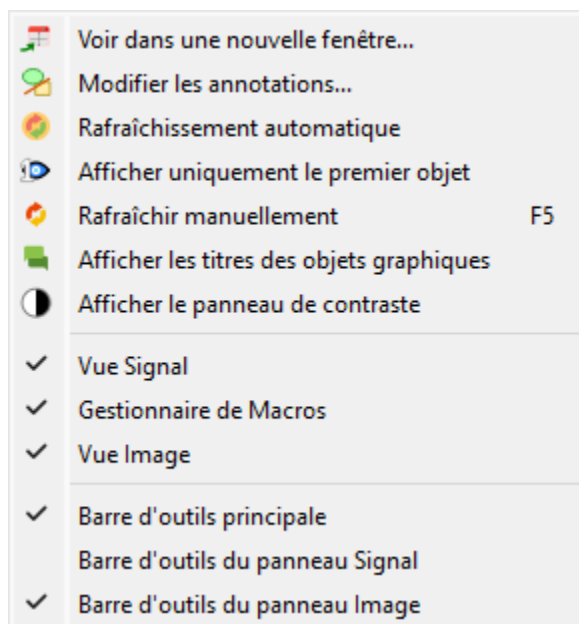 Voir dans une nouvelle fenêtre...
Modifier les annotations...
Rafraîchissement automatique
Afficher uniquement le premier objet
Rafraîchir manuellement F5
Afficher les titres des objets graphiques
Afficher le panneau de contraste
Vue Signal
Gestionnaire de Macros
Vue Image
Barre d'outils principale
Barre d'outils du panneau Signal
Barre d'outils du panneau Image